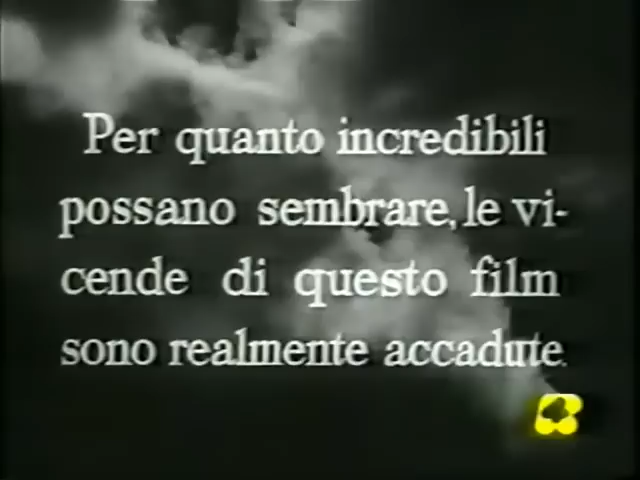 Per quanto incredibili
possano sembrare, le vi-
cende di questo film
sono realmente accadute.